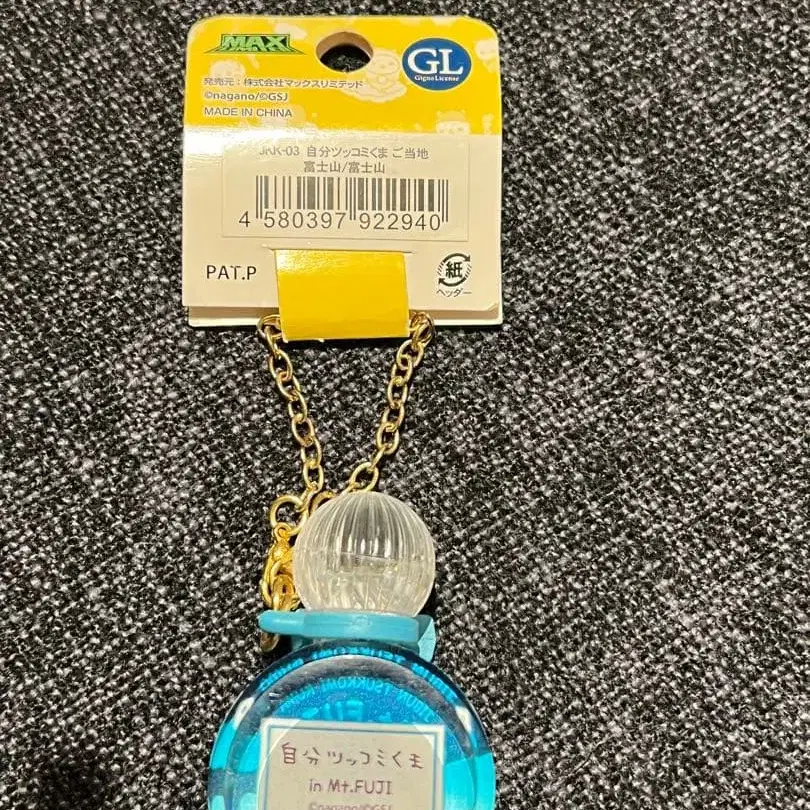 MAX
GL
Gigno License
発売元：株式会社マックスリミテッド
©nagano/©GSJ
MADE IN CHINA
JKK-03 自分ツッコミくま ご当地
富士山/富士山
4 580397 922940
PAT.P
紙
ヘッダー
自分ツッコミくま
in Mt.FUJI
©nagano/©GSJ